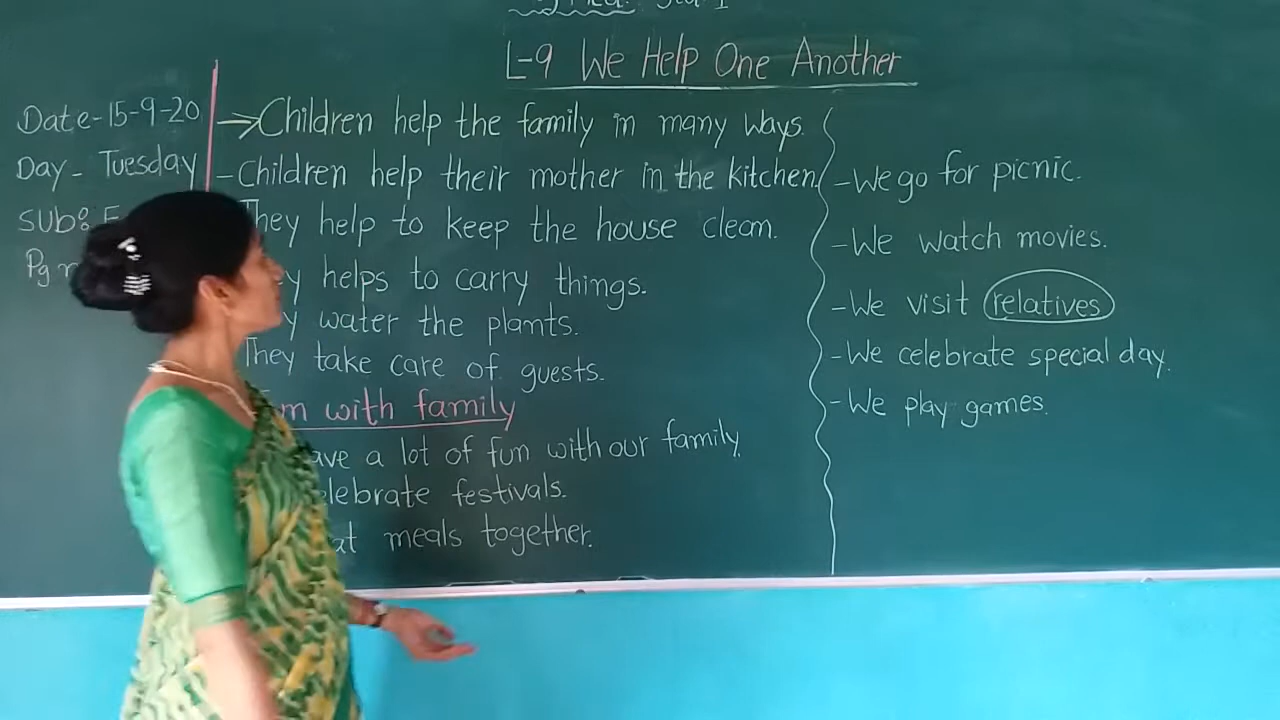 L-9 We Help One Another
Date-15-9-20
Day- Tuesday
SUB:
Pg
→ Children help the family in many ways.
- Children help their mother in the kitchen
They help to keep the house clean.
helps to carry things.
water the plants.
They take care of guests.
with family
a lot of fun with our family.
festivals.
meals together.
- We go for picnic.
- We watch movies.
- We visit relatives
- We celebrate special day.
- We play games.